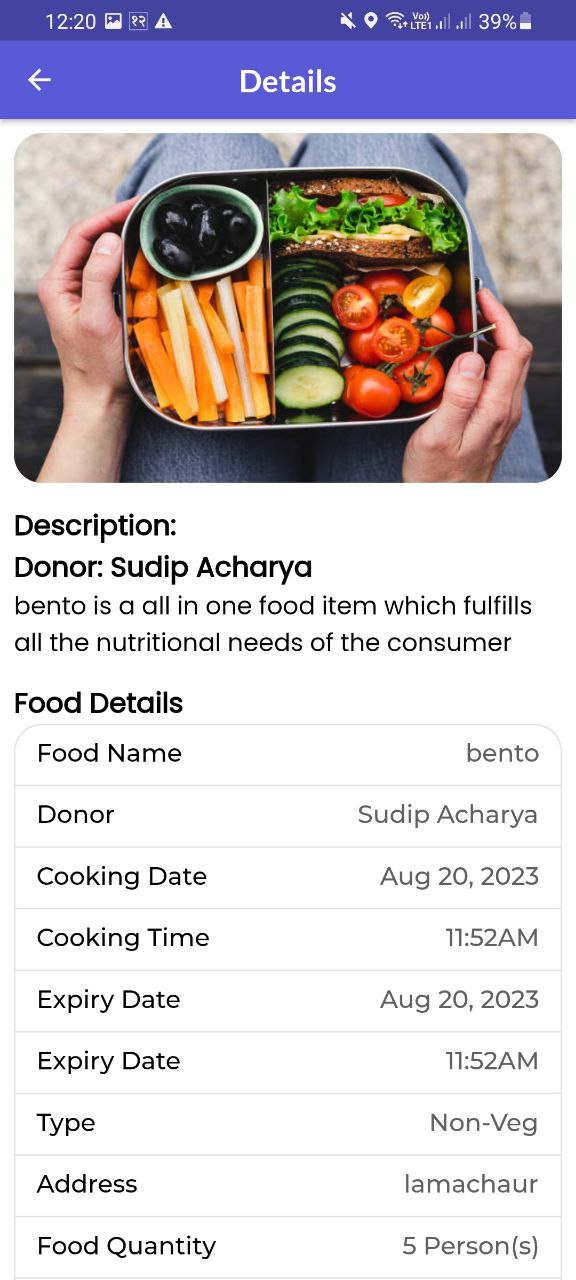 12:20 १२ Vo)) LTE1 39%
Details
Description:
Donor: Sudip Acharya
bento is a all in one food item which fulfills
all the nutritional needs of the consumer
Food Details
Food Name bento
Donor Sudip Acharya
Cooking Date Aug 20, 2023
Cooking Time 11:52AM
Expiry Date Aug 20, 2023
Expiry Date 11:52AM
Type Non-Veg
Address lamachaur
Food Quantity 5 Person(s)